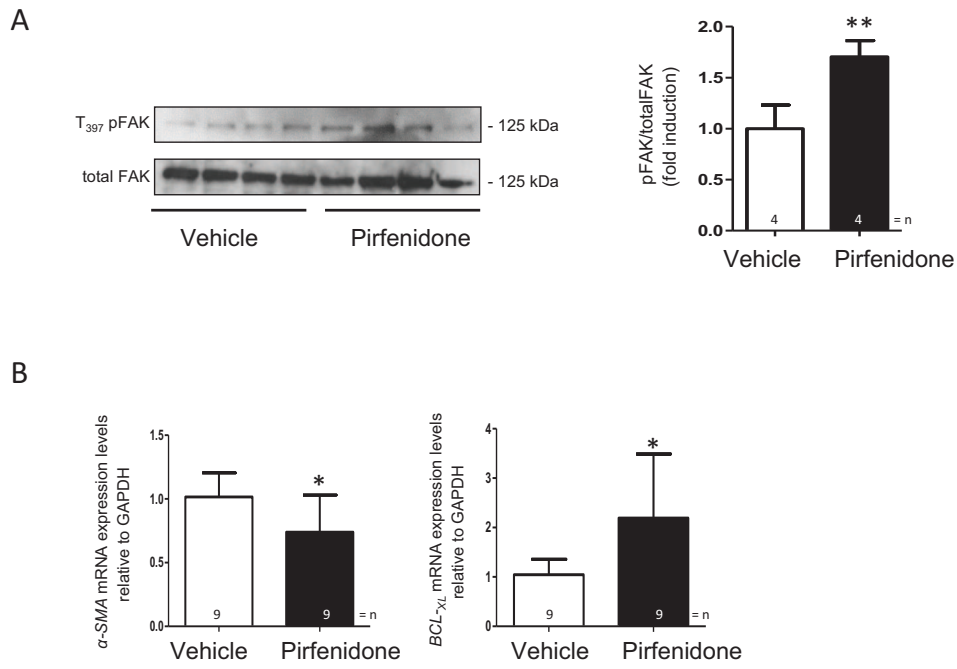 A
T397 pFAK
- 125 kDa
total FAK
- 125 kDa
Vehicle
Pirfenidone
pFAK/totalFAK
(fold induction)
2.0
1.5
1.0
0.5
0.0
**
4
4
= n
Vehicle
Pirfenidone
B
α-SMA mRNA expression levels
relative to GAPDH
1.5
1.0
0.5
0.0
*
9
9
= n
Vehicle
Pirfenidone
BCL-XL mRNA expression levels
relative to GAPDH
4
3
2
1
0
*
9
9
= n
Vehicle
Pirfenidone